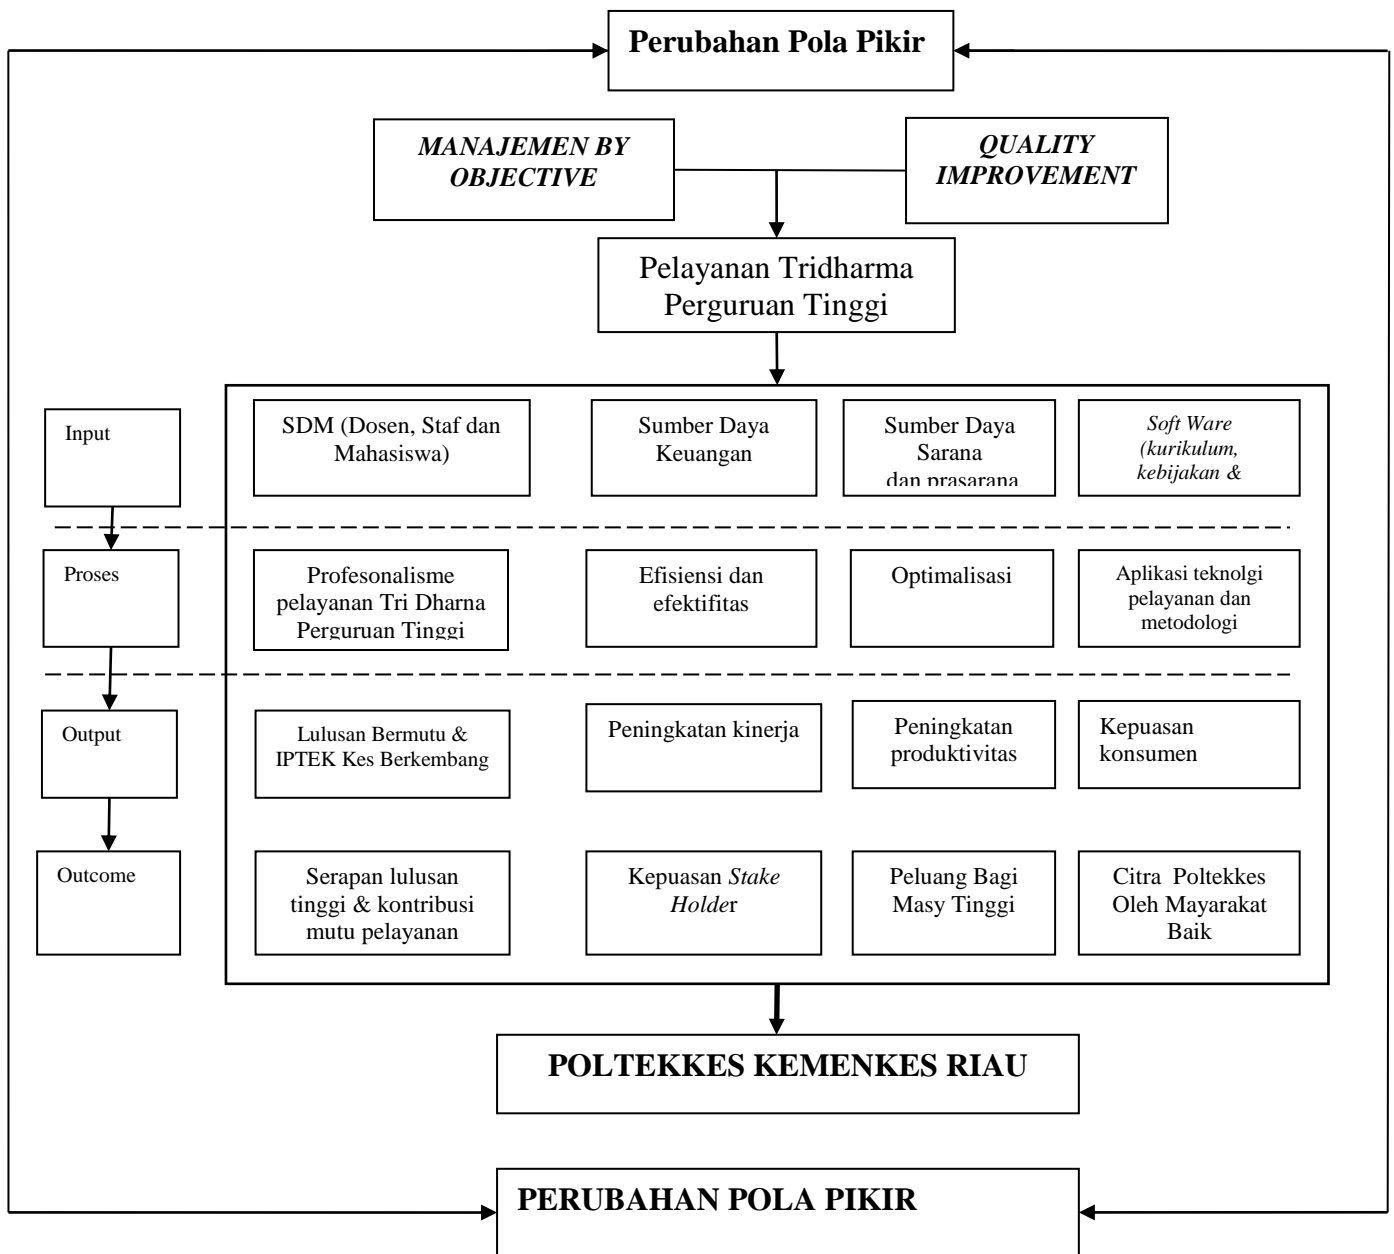 Perubahan Pola Pikir
MANAJEMEN BY
OBJECTIVE
QUALITY
IMPROVEMENT
Pelayanan Tridharma
Perguruan Tinggi
Input
SDM (Dosen, Staf dan
Mahasiswa)
Sumber Daya
Keuangan
Sumber Daya
Sarana
dan prasarana
Soft Ware
(kurikulum,
kebijakan &
Proses
Profesonalisme
pelayanan Tri Dharna
Perguruan Tinggi
Efisiensi dan
efektifitas
Optimalisasi
Aplikasi teknolgi
pelayanan dan
metodologi
Output
Lulusan Bermutu &
IPTEK Kes Berkembang
Peningkatan kinerja
Peningkatan
produktivitas
Kepuasan
konsumen
Outcome
Serapan lulusan
tinggi & kontribusi
mutu pelayanan
Kepuasan Stake
Holder
Peluang Bagi
Masy Tinggi
Citra Poltekkes
Oleh Mayarakat
Baik
POLTEKKES KEMENKES RIAU
PERUBAHAN POLA PIKIR